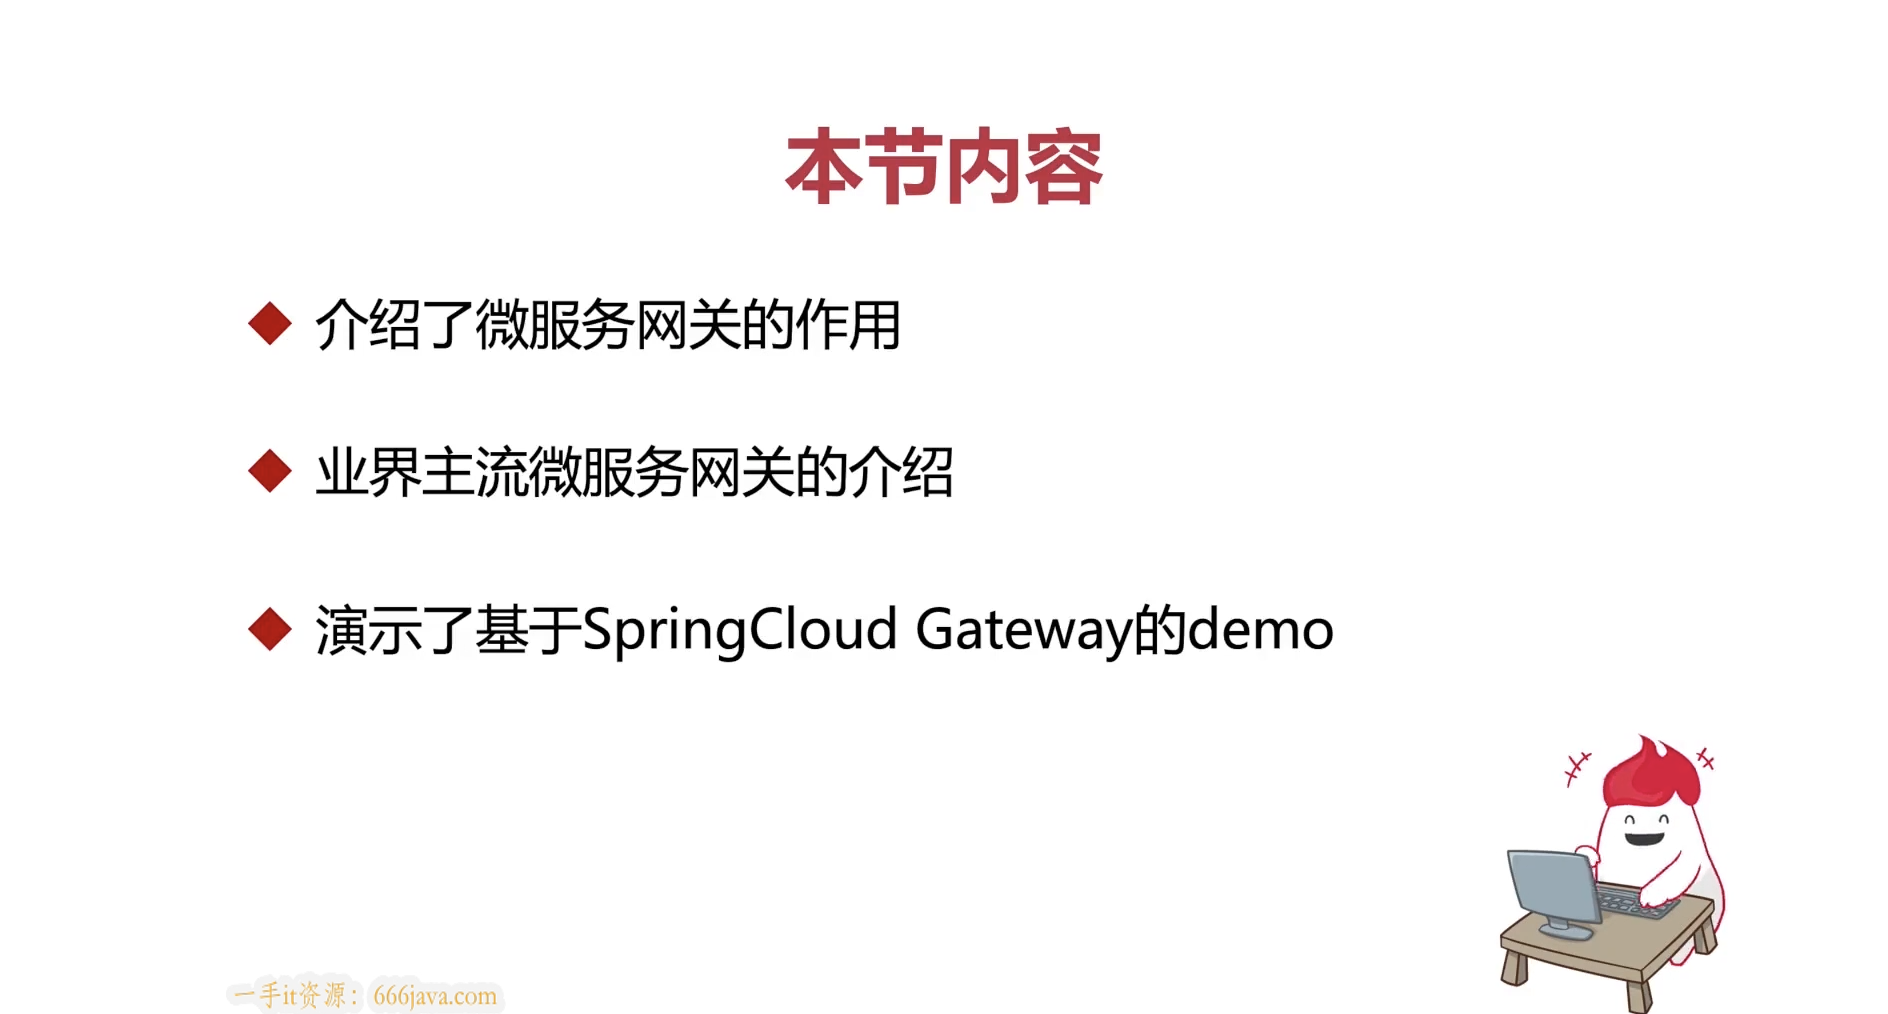 本节内容
介绍了微服务网关的作用
业界主流微服务网关的介绍
演示了基于SpringCloud Gateway的demo
一手it资源：666java.com